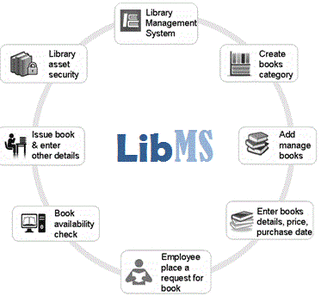 Library
Management
System
Create
books
category
Add
manage
books
Enter books
details, price,
purchase date
Employee
place a
request for
book
Book
availability
check
Issue book
& enter
other details
Library
asset
security
LibMS